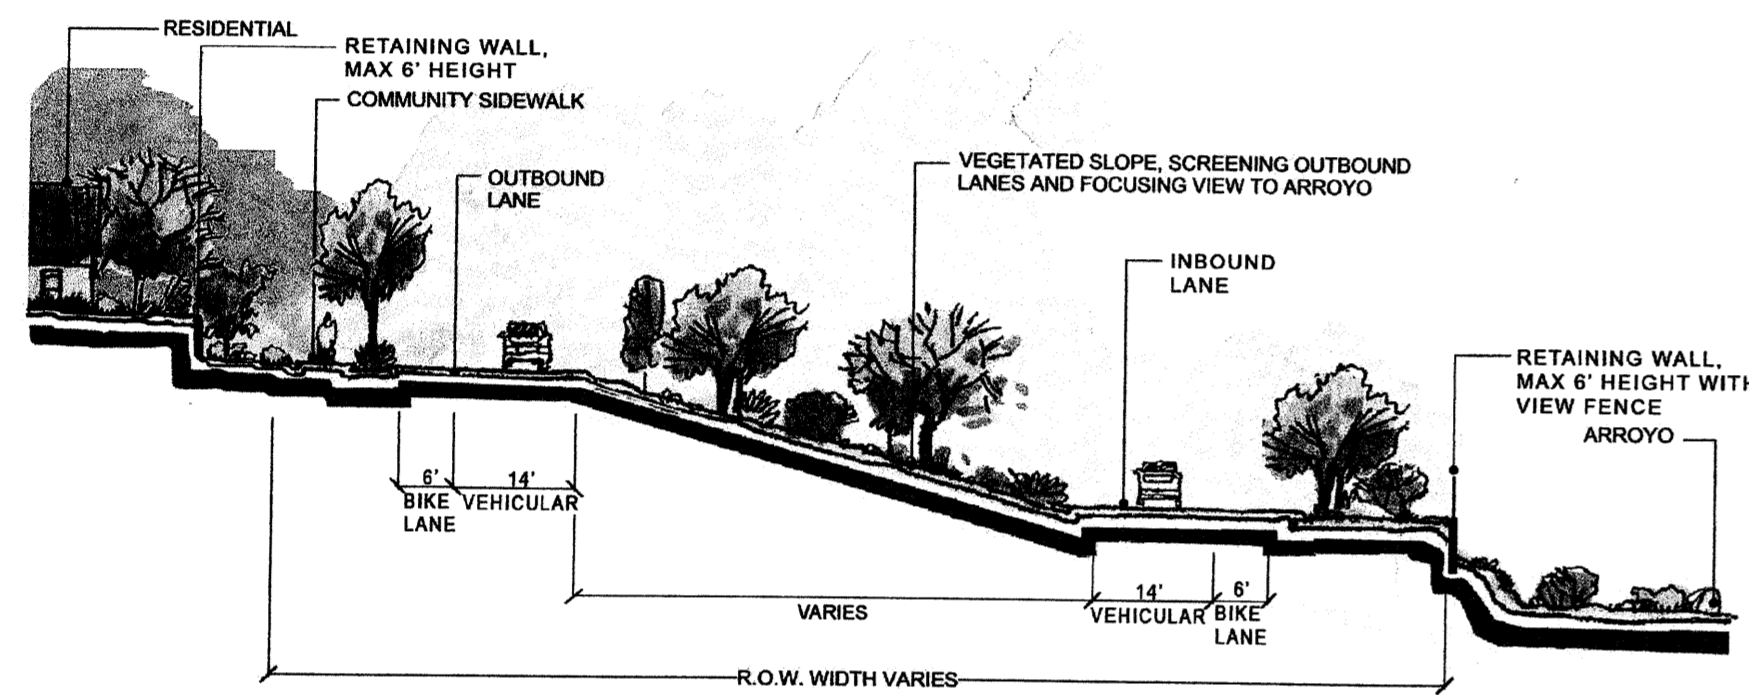 RESIDENTIAL
RETAINING WALL,
MAX 6' HEIGHT
COMMUNITY SIDEWALK
OUTBOUND
LANE
VEGETATED SLOPE, SCREENING OUTBOUND
LANES AND FOCUSING VIEW TO ARROYO
INBOUND
LANE
RETAINING WALL,
MAX 6' HEIGHT WITH
VIEW FENCE
ARROYO
6'
BIKE
LANE
14'
VEHICULAR
VARIES
14'
VEHICULAR
6'
BIKE
LANE
R.O.W. WIDTH VARIES